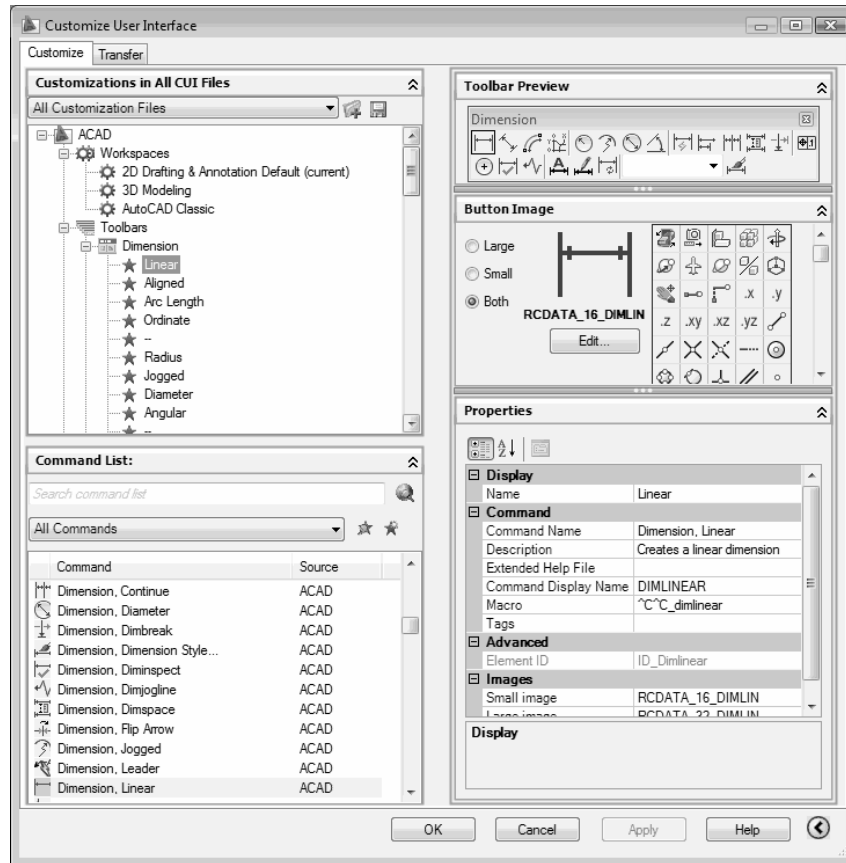 Customize User Interface
Customize
Transfer
Customizations in All CUI Files
All Customization Files
ACAD
Workspaces
2D Drafting & Annotation Default (current)
3D Modeling
AutoCAD Classic
Toolbars
Dimension
Linear
Aligned
Arc Length
Ordinate
--
Radius
Jogged
Diameter
Angular
--
Command List:
Search command list
All Commands
Command Source
Dimension, Continue ACAD
Dimension, Diameter ACAD
Dimension, Dimbreak ACAD
Dimension, Dimension Style... ACAD
Dimension, Diminspect ACAD
Dimension, Dimjogline ACAD
Dimension, Dimspace ACAD
Dimension, Flip Arrow ACAD
Dimension, Jogged ACAD
Dimension, Leader ACAD
Dimension, Linear ACAD
Toolbar Preview
Dimension
Button Image
Large
Small
Both
RCDATA_16_DIMLIN
Edit...
.x .y
.z .xy .xz .yz
Properties
Display
Name Linear
Command
Command Name Dimension, Linear
Description Creates a linear dimension
Extended Help File
Command Display Name DIMLINEAR
Macro ^C^C_dimlinear
Tags
Advanced
Element ID ID_Dimlinear
Images
Small image RCDATA_16_DIMLIN
Large image RCDATA_32_DIMLIN
Display
OK
Cancel
Apply
Help